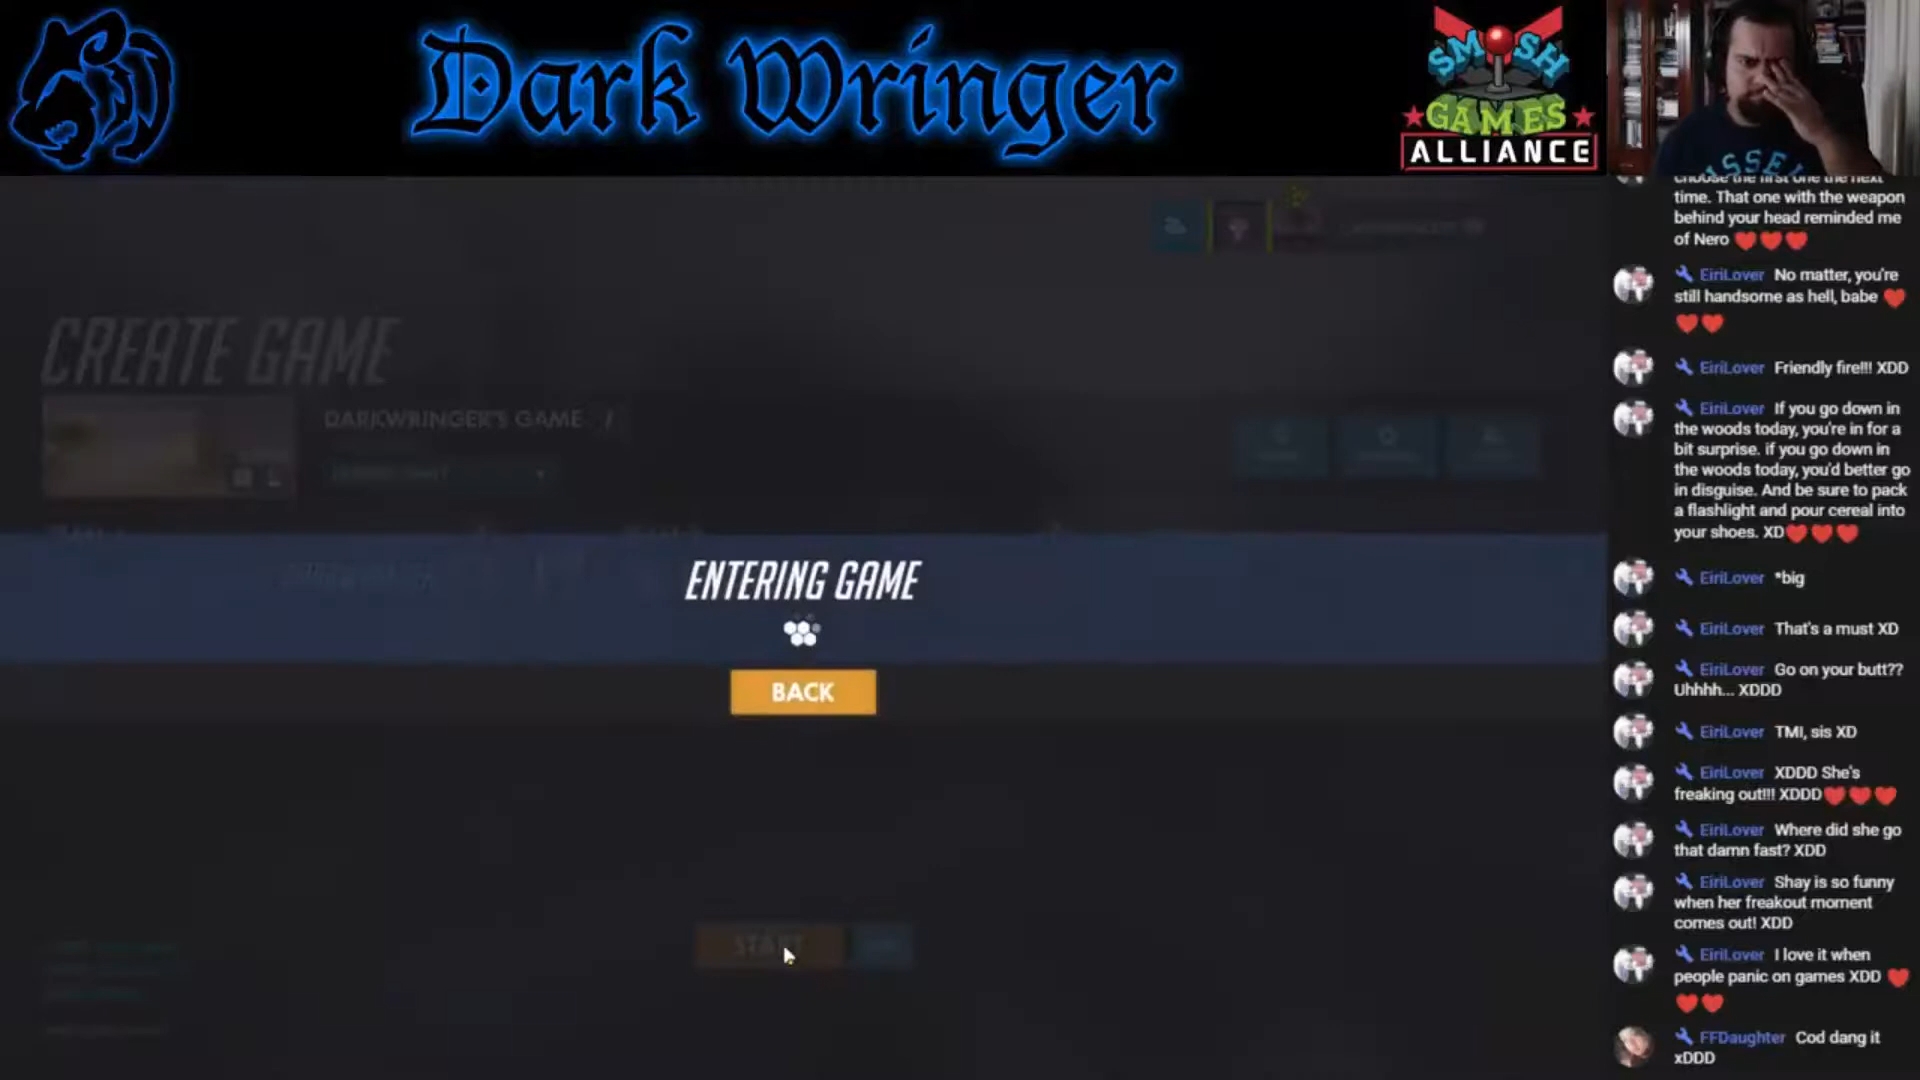 Dark Wringer
SMASH
GAMES
ALLIANCE
CREATE GAME
DARKWRINGER'S GAME
ENTERING GAME
BACK
START
choose the first one the next
time. That one with the weapon
behind your head reminded me
of Nero
EiriLover No matter, you're
still handsome as hell, babe
EiriLover Friendly fire!!! XDD
EiriLover If you go down in
the woods today, you're in for a
bit surprise. if you go down in
the woods today, you'd better go
in disguise. And be sure to pack
a flashlight and pour cereal into
your shoes. XD
EiriLover *big
EiriLover That's a must XD
EiriLover Go on your butt??
Uhhhh... XDDD
EiriLover TMI, sis XD
EiriLover XDDD She's
freaking out!!! XDDD
EiriLover Where did she go
that damn fast? XDD
EiriLover Shay is so funny
when her freakout moment
comes out! XDD
EiriLover I love it when
people panic on games XDD
FFDaughter Cod dang it
xDDD